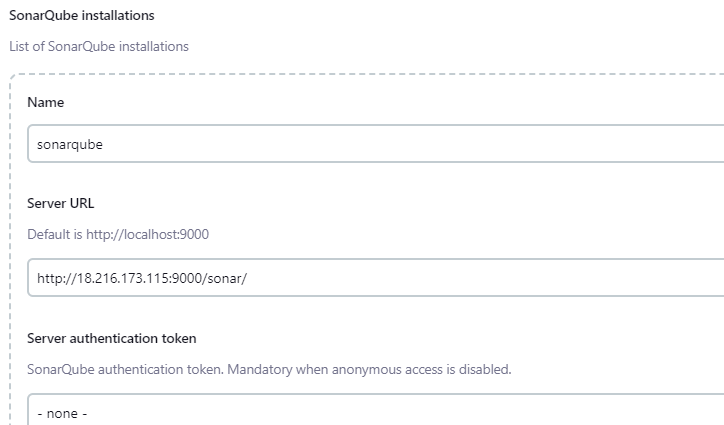 SonarQube installations
List of SonarQube installations
Name
sonarqube
Server URL
Default is http://localhost:9000
http://18.216.173.115:9000/sonar/
Server authentication token
SonarQube authentication token. Mandatory when anonymous access is disabled.
- none -